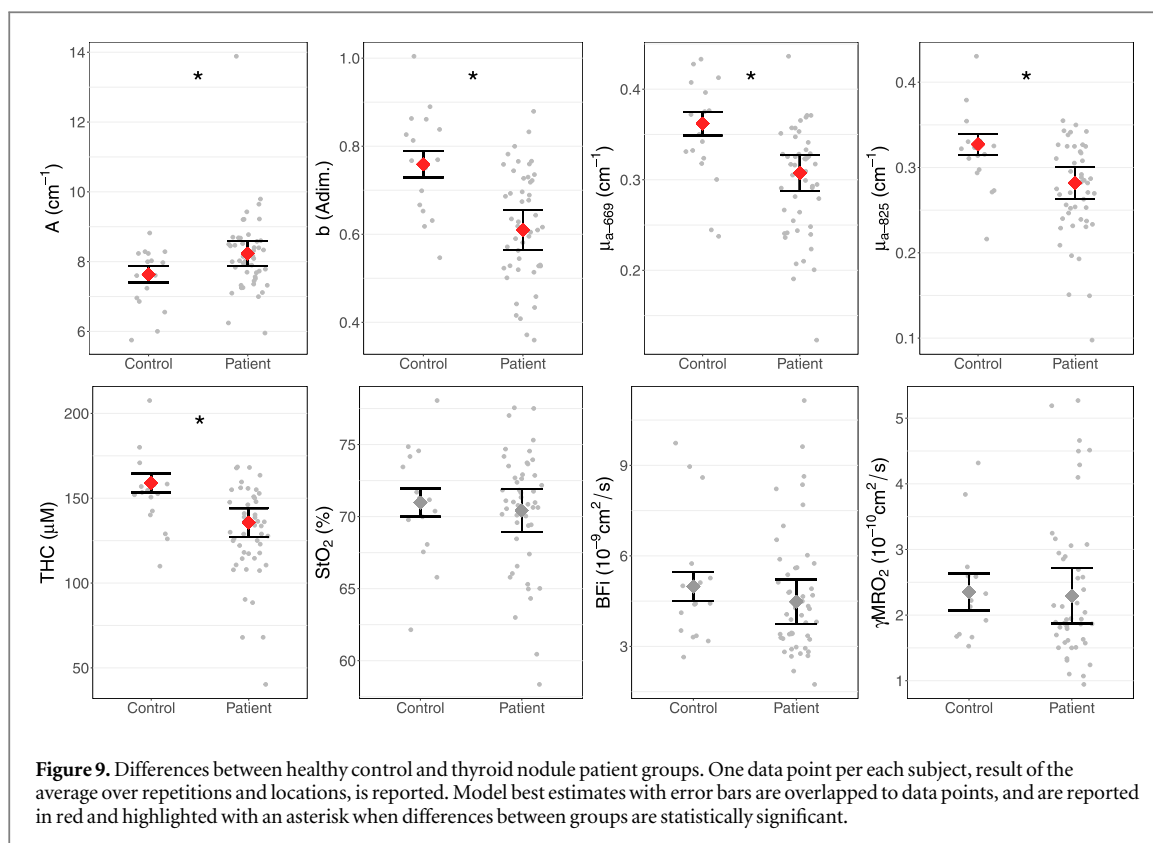 A (cm⁻¹)
14
12
10
8
6
*
Control Patient
b (Adim.)
1.0
0.8
0.6
0.4
*
Control Patient
μa−669 (cm⁻¹)
0.4
0.3
0.2
*
Control Patient
μa−825 (cm⁻¹)
0.4
0.3
0.2
0.1
*
Control Patient
THC (μM)
200
150
100
50
*
Control Patient
StO₂ (%)
75
70
65
60
Control Patient
BFi (10⁻⁹cm²/s)
9
6
3
Control Patient
γMRO₂ (10⁻¹⁰cm²/s)
5
4
3
2
1
Control Patient
Figure 9. Differences between healthy control and thyroid nodule patient groups. One data point per each subject, result of the
average over repetitions and locations, is reported. Model best estimates with error bars are overlapped to data points, and are reported
in red and highlighted with an asterisk when differences between groups are statistically significant.